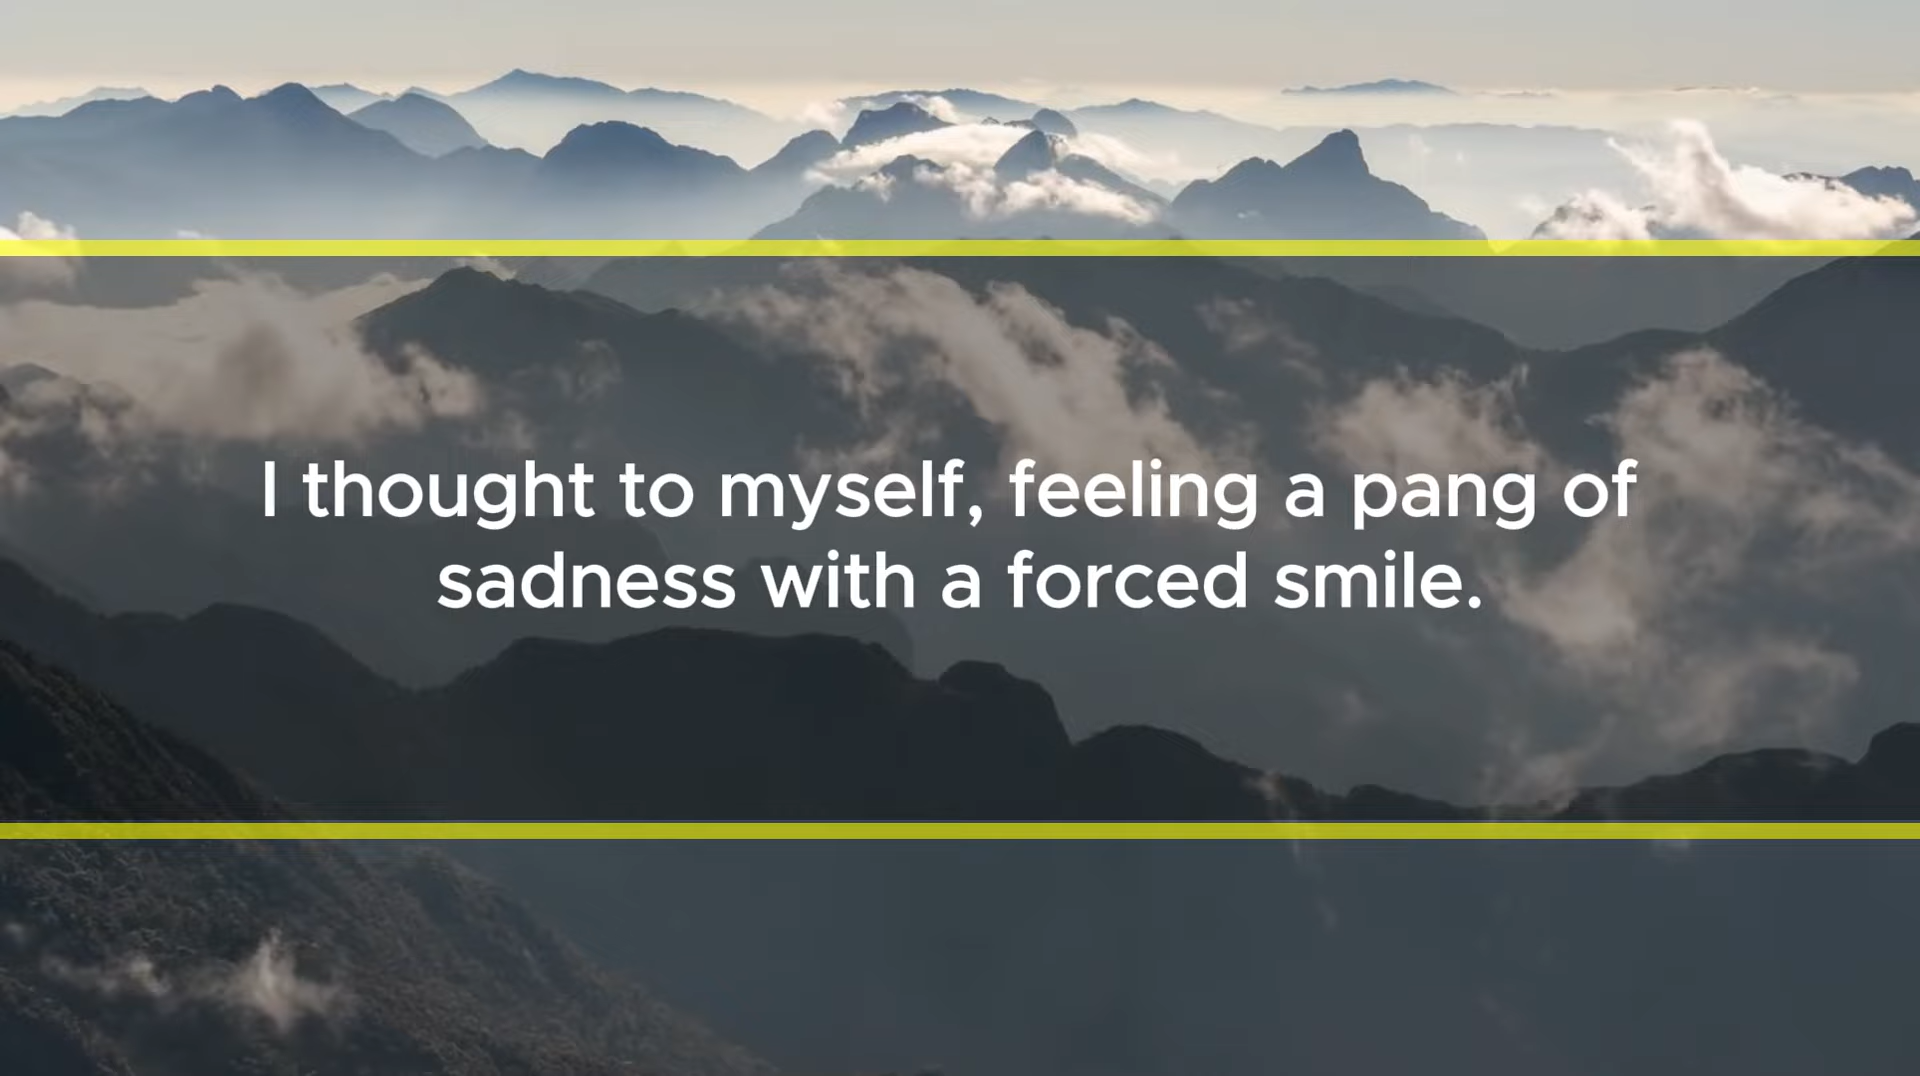 I thought to myself, feeling a pang of
sadness with a forced smile.